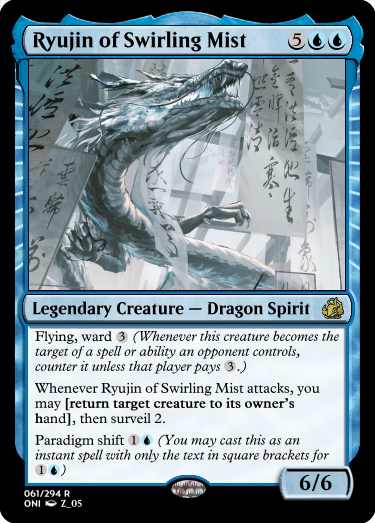 Ryujin of Swirling Mist 5UU
Legendary Creature — Dragon Spirit
Flying, ward 3 (Whenever this creature becomes the
target of a spell or ability an opponent controls,
counter it unless that player pays 3.)
Whenever Ryujin of Swirling Mist attacks, you
may [return target creature to its owner's
hand], then surveil 2.
Paradigm shift 1U (You may cast this as an
instant spell with only the text in square brackets for
1U)
6/6
061/294 R
ONI Z_05